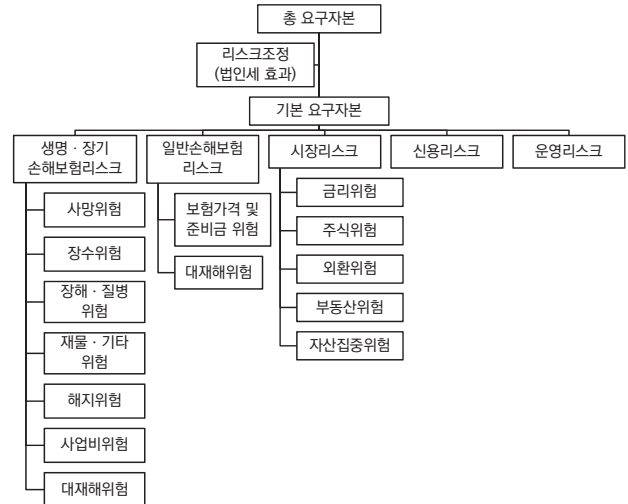 총 요구자본
리스크조정
(법인세 효과)
기본 요구자본
생명 · 장기
손해보험리스크
일반손해보험
리스크
시장리스크
신용리스크
운영리스크
사망위험
장수위험
장해 · 질병
위험
재물 · 기타
위험
해지위험
사업비위험
대재해위험
보험가격 및
준비금 위험
대재해위험
금리위험
주식위험
외환위험
부동산위험
자산집중위험